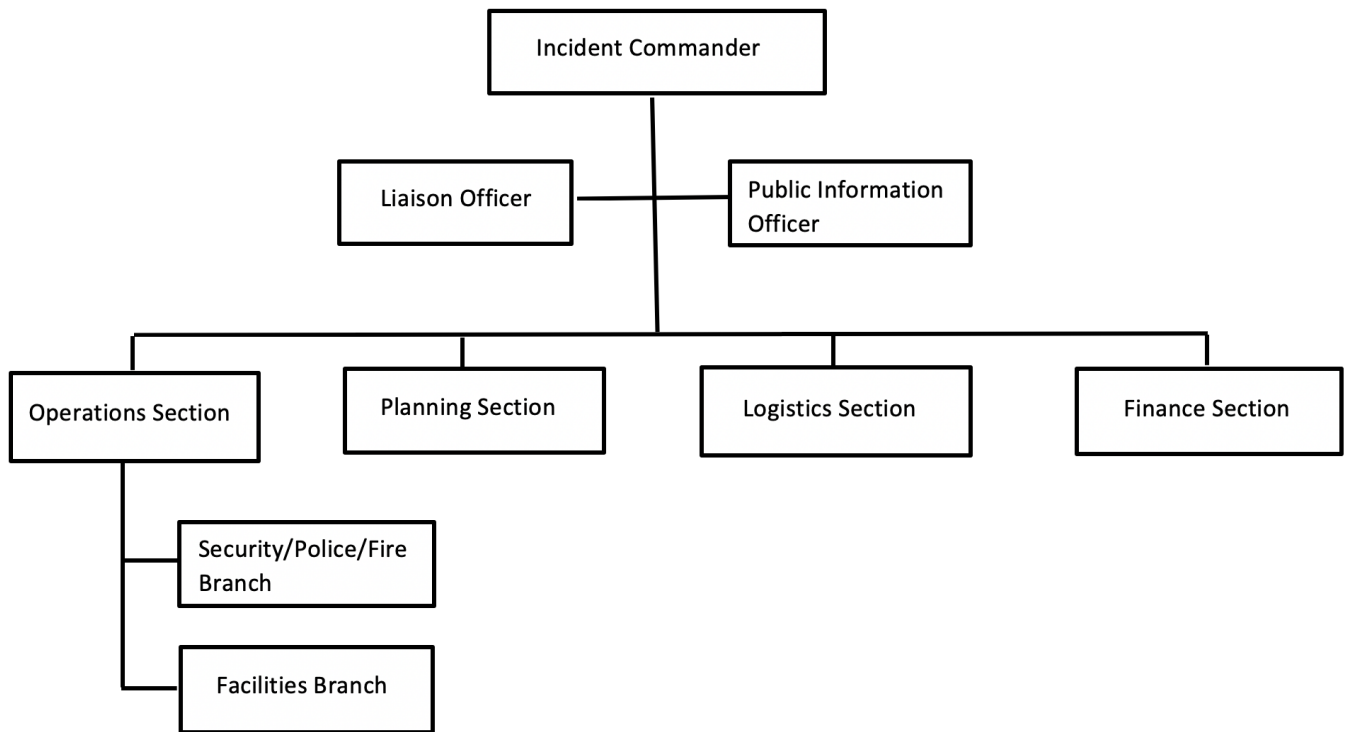 Incident Commander
Liaison Officer
Public Information
Officer
Operations Section
Planning Section
Logistics Section
Finance Section
Security/Police/Fire
Branch
Facilities Branch